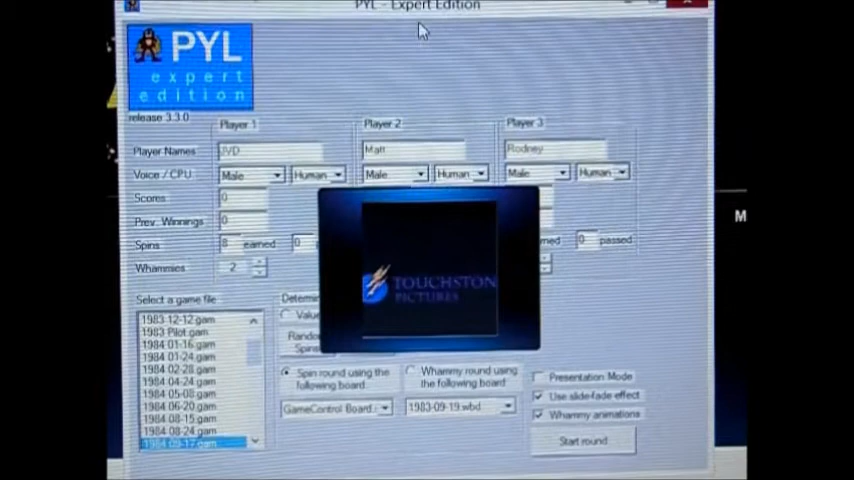 PYL - Expert Edition
PYL
expert
edition
release 3.3.0
Player 1
Player 2
Player 3
Player Names
JVD
Matt
Rodney
Voice / CPU
Male
Human
Male
Human
Male
Human
Scores
0
Prev. Winnings
0
Spins
8 earned
0
0 passed
Whammies
2
M
TOUCHSTON
PICTURES
Select a game file
1983 12-12.gam
1983 Pilot.gam
1984 01-16.gam
1984 01-24.gam
1984 02-28.gam
1984 04-24.gam
1984 05-08.gam
1984 06-20.gam
1984 08-15.gam
1984 08-24.gam
1984 09-17.gam
Spin round using the
following board:
GameControl Board.
Whammy round using
the following board
1983-09-19.wbd
Presentation Mode
Use slide-fade effect
Whammy animations
Start round